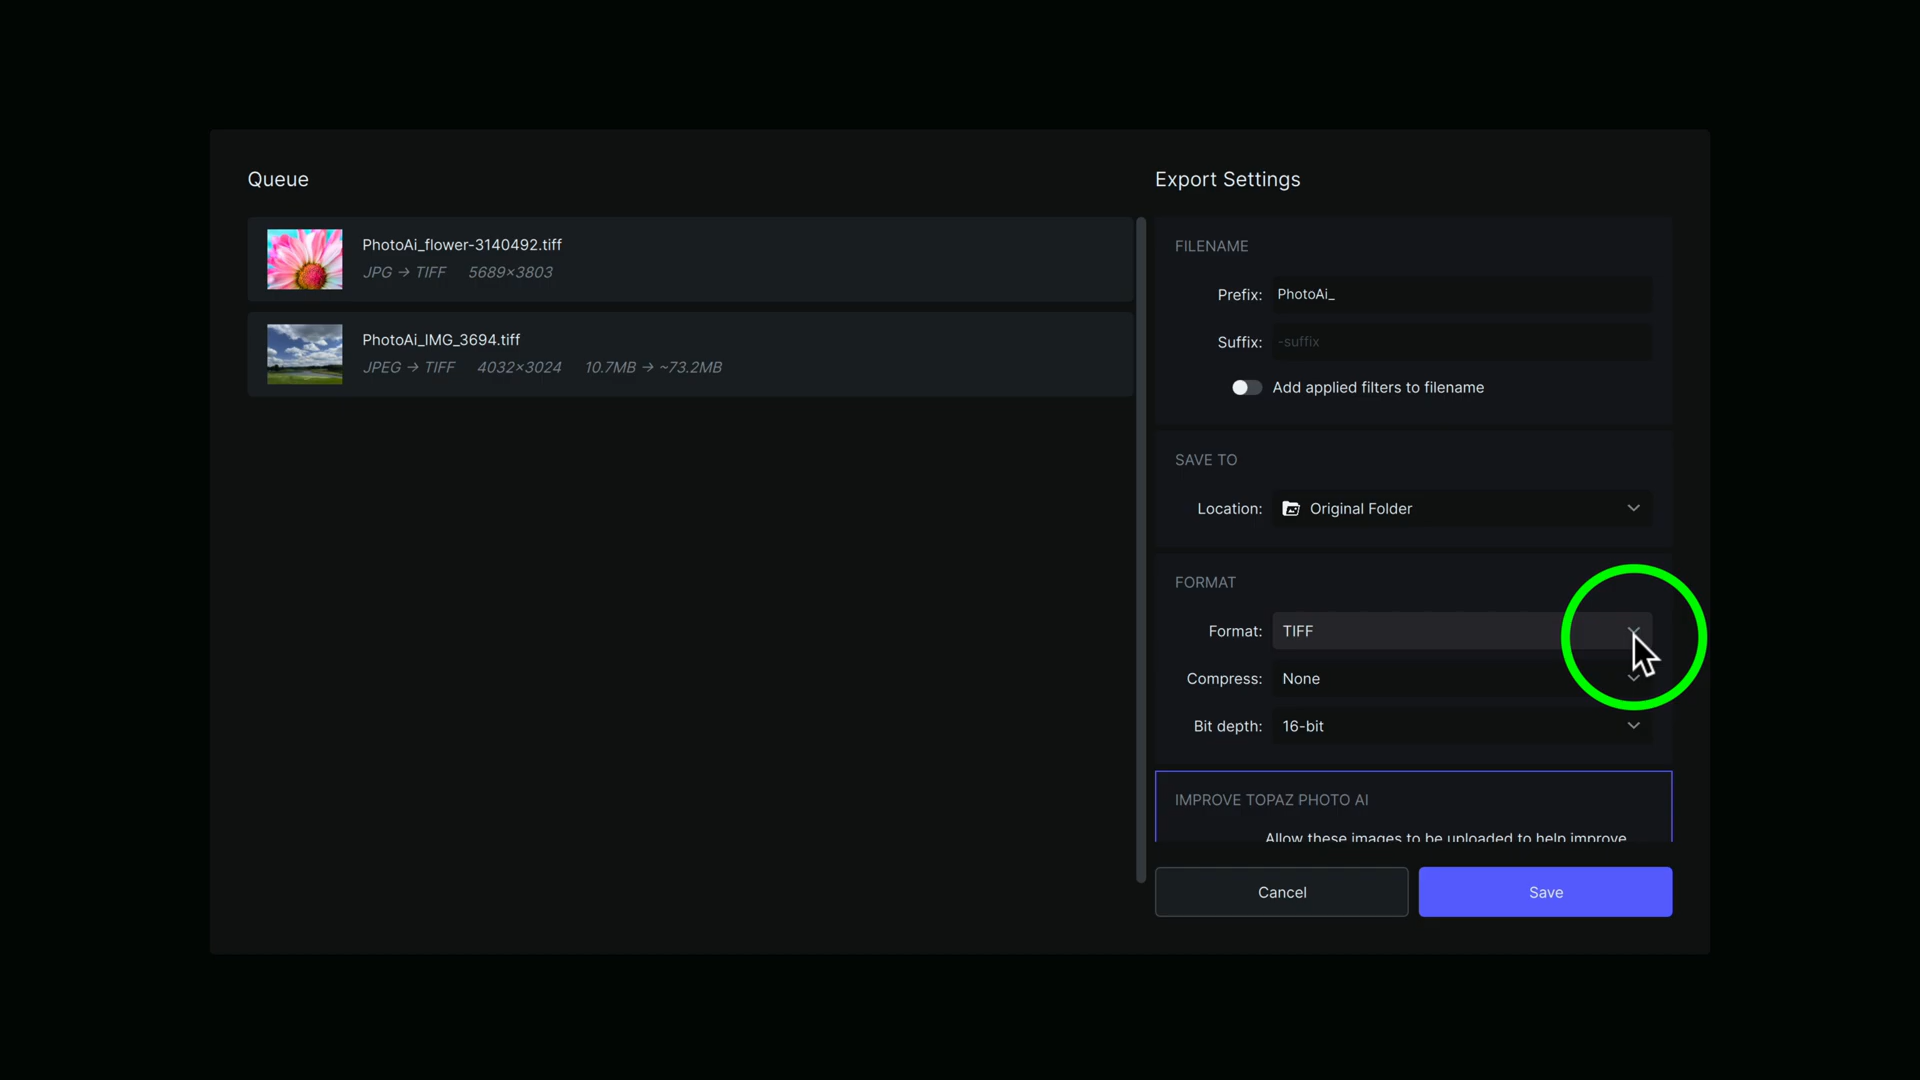 Queue
PhotoAi_flower-3140492.tiff
JPG → TIFF 5689×3803
PhotoAi_IMG_3694.tiff
JPEG → TIFF 4032×3024 10.7MB → ~73.2MB
Export Settings
FILENAME
Prefix: PhotoAi_
Suffix: -suffix
Add applied filters to filename
SAVE TO
Location: Original Folder
FORMAT
Format: TIFF
Compress: None
Bit depth: 16-bit
IMPROVE TOPAZ PHOTO AI
Allow these images to be uploaded to help improve
Cancel Save